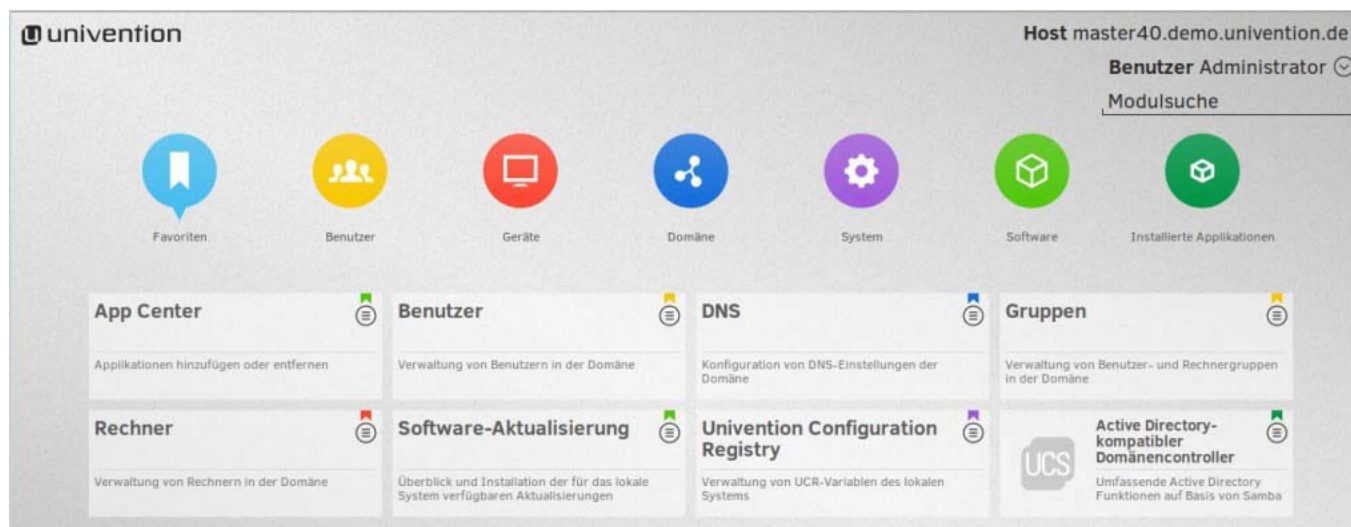 univention
Host master40.demo.univention.de
Benutzer Administrator
Modulsuche
Favoriten
Benutzer
Geräte
Domäne
System
Software
Installierte Applikationen
App Center
Applikationen hinzufügen oder entfernen
Benutzer
Verwaltung von Benutzern in der Domäne
DNS
Konfiguration von DNS-Einstellungen der
Domäne
Gruppen
Verwaltung von Benutzer- und Rechnergruppen
in der Domäne
Rechner
Verwaltung von Rechnern in der Domäne
Software-Aktualisierung
Überblick und Installation der für das lokale
System verfügbaren Aktualisierungen
Univention Configuration
Registry
Verwaltung von UCR-Variablen des lokalen
Systems
UCS
Active Directory-
kompatibler
Domänencontroller
Umfassende Active Directory
Funktionen auf Basis von Samba